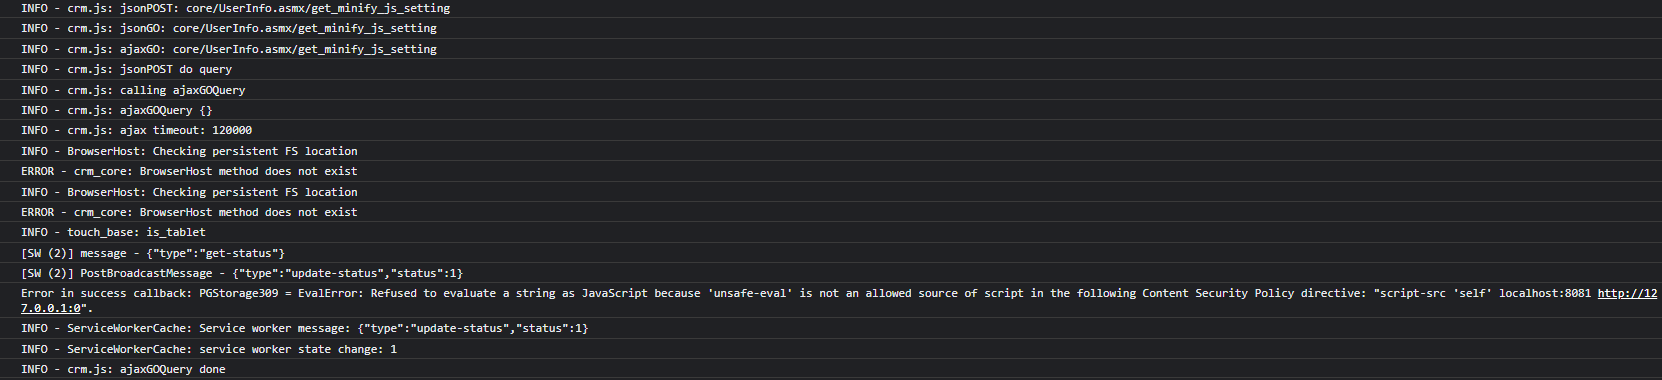 INFO - crm.js: jsonPOST: core/UserInfo.asmx/get_minify_js_setting
INFO - crm.js: jsonGO: core/UserInfo.asmx/get_minify_js_setting
INFO - crm.js: ajaxGO: core/UserInfo.asmx/get_minify_js_setting
INFO - crm.js: jsonPOST do query
INFO - crm.js: calling ajaxGOQuery
INFO - crm.js: ajaxGOQuery {}
INFO - crm.js: ajax timeout: 120000
INFO - BrowserHost: Checking persistent FS location
ERROR - crm_core: BrowserHost method does not exist
INFO - BrowserHost: Checking persistent FS location
ERROR - crm_core: BrowserHost method does not exist
INFO - touch_base: is_tablet
[SW (2)] message - {"type":"get-status"}
[SW (2)] PostBroadcastMessage - {"type":"update-status","status":1}
Error in success callback: PGStorage309 = EvalError: Refused to evaluate a string as JavaScript because 'unsafe-eval' is not an allowed source of script in the following Content Security Policy directive: "script-src 'self' localhost:8081 http://12
7.0.0.1:0".
INFO - ServiceWorkerCache: Service worker message: {"type":"update-status","status":1}
INFO - ServiceWorkerCache: service worker state change: 1
INFO - crm.js: ajaxGOQuery done